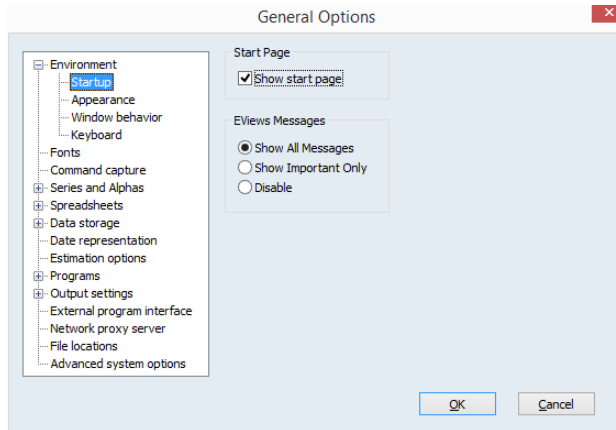 General Options
Environment
Startup
Appearance
Window behavior
Keyboard
Fonts
Command capture
Series and Alphas
Spreadsheets
Data storage
Date representation
Estimation options
Programs
Output settings
External program interface
Network proxy server
File locations
Advanced system options
Start Page
Show start page
EViews Messages
Show All Messages
Show Important Only
Disable
OK
Cancel